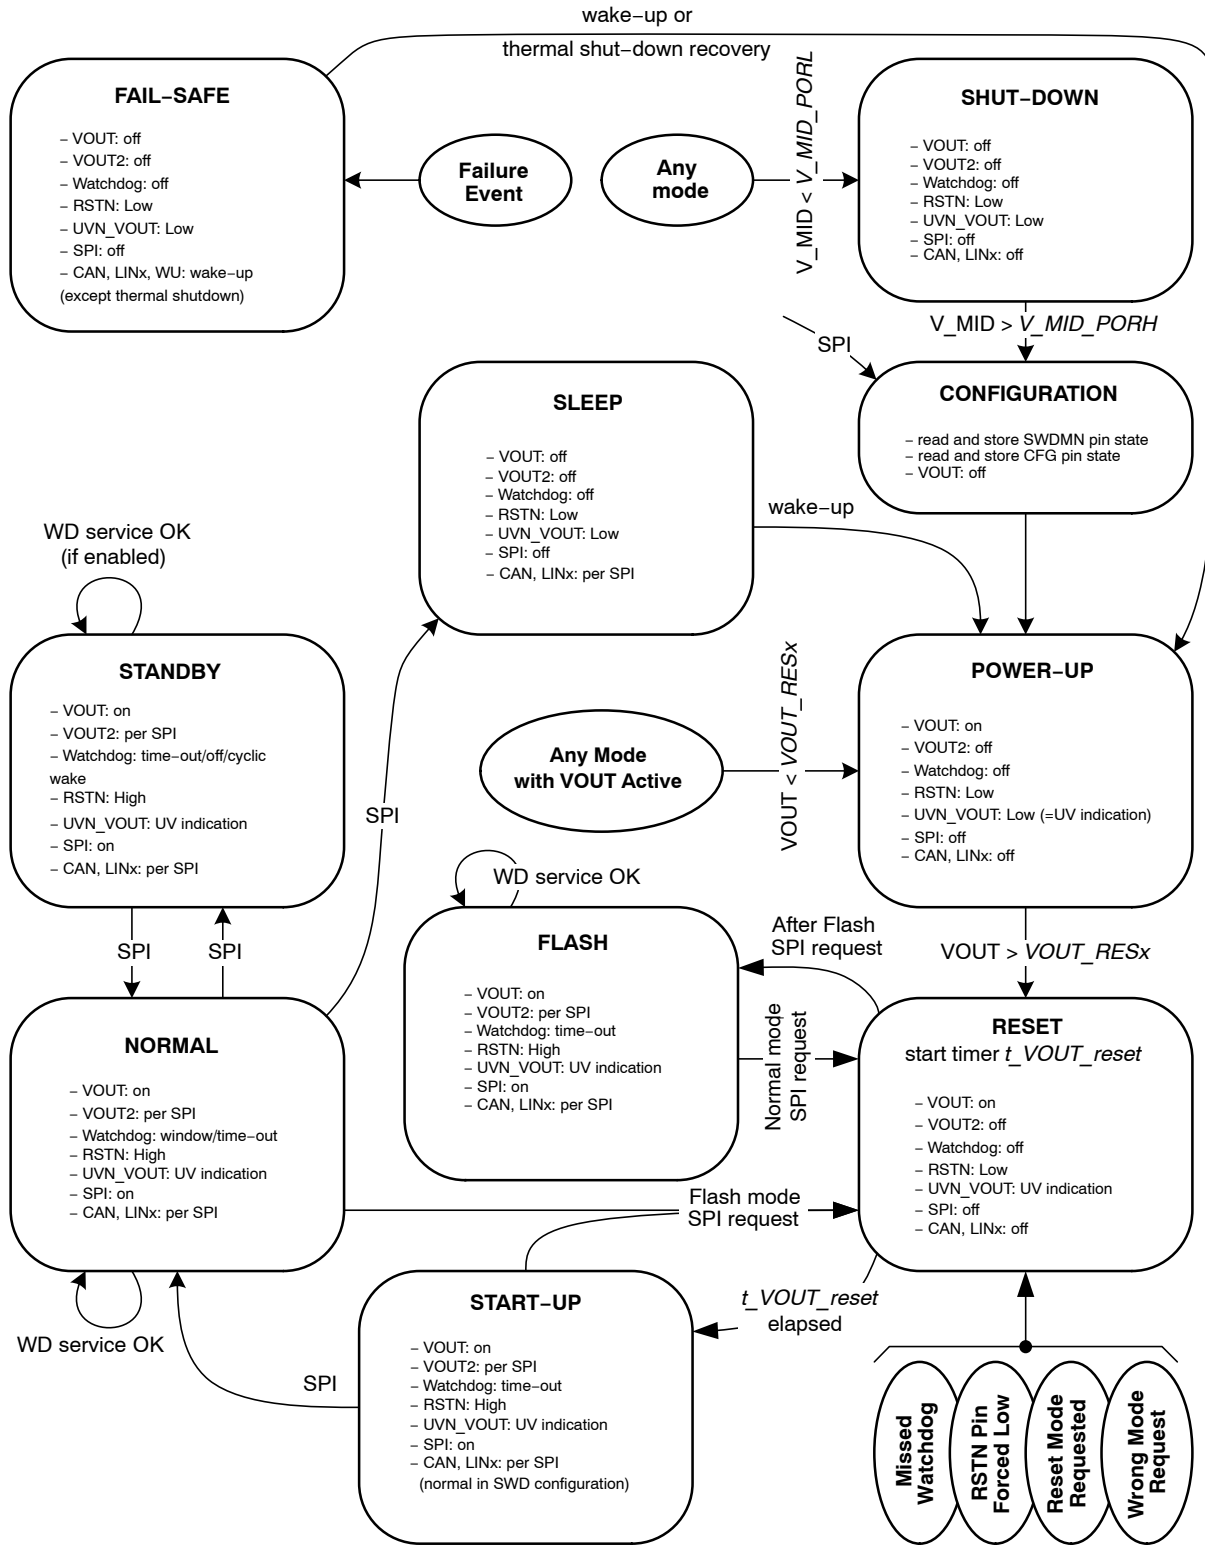 wake−up or
thermal shut−down recovery
FAIL−SAFE
− VOUT: off
− VOUT2: off
− Watchdog: off
− RSTN: Low
− UVN_VOUT: Low
− SPI: off
− CAN, LINx, WU: wake−up
(except thermal shutdown)
Failure
Event
Any
mode
V_MID < V_MID_PORL
SHUT−DOWN
− VOUT: off
− VOUT2: off
− Watchdog: off
− RSTN: Low
− UVN_VOUT: Low
− SPI: off
− CAN, LINx: off
V_MID > V_MID_PORH
SPI
CONFIGURATION
− read and store SWDMN pin state
− read and store CFG pin state
− VOUT: off
SLEEP
− VOUT: off
− VOUT2: off
− Watchdog: off
− RSTN: Low
− UVN_VOUT: Low
− SPI: off
− CAN, LINx: per SPI
wake−up
WD service OK
(if enabled)
STANDBY
− VOUT: on
− VOUT2: per SPI
− Watchdog: time−out/off/cyclic
wake
− RSTN: High
− UVN_VOUT: UV indication
− SPI: on
− CAN, LINx: per SPI
SPI
Any Mode
with VOUT Active
VOUT < VOUT_RESx
POWER−UP
− VOUT: on
− VOUT2: off
− Watchdog: off
− RSTN: Low
− UVN_VOUT: Low (=UV indication)
− SPI: off
− CAN, LINx: off
WD service OK
SPI
SPI
After Flash
SPI request
VOUT > VOUT_RESx
FLASH
− VOUT: on
− VOUT2: per SPI
− Watchdog: time−out
− RSTN: High
− UVN_VOUT: UV indication
− SPI: on
− CAN, LINx: per SPI
Normal mode
SPI request
NORMAL
− VOUT: on
− VOUT2: per SPI
− Watchdog: window/time−out
− RSTN: High
− UVN_VOUT: UV indication
− SPI: on
− CAN, LINx: per SPI
RESET
start timer t_VOUT_reset
− VOUT: on
− VOUT2: off
− Watchdog: off
− RSTN: Low
− UVN_VOUT: UV indication
− SPI: off
− CAN, LINx: off
Flash mode
SPI request
WD service OK
SPI
START−UP
− VOUT: on
− VOUT2: per SPI
− Watchdog: time−out
− RSTN: High
− UVN_VOUT: UV indication
− SPI: on
− CAN, LINx: per SPI
(normal in SWD configuration)
t_VOUT_reset
elapsed
Missed
Watchdog
RSTN Pin
Forced Low
Reset Mode
Requested
Wrong Mode
Request